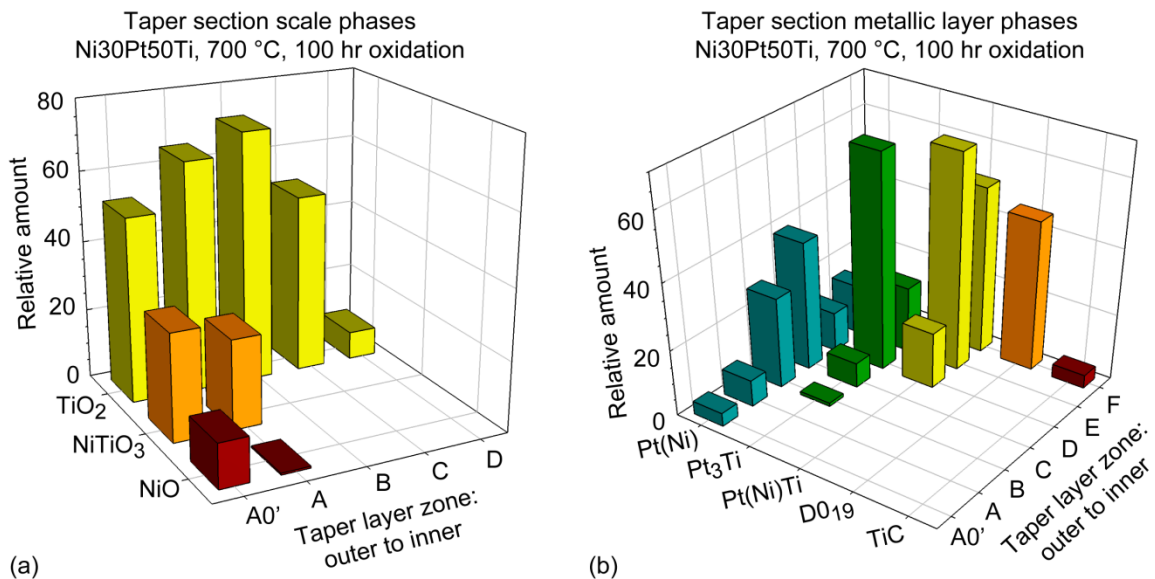 Taper section scale phases
Ni30Pt50Ti, 700 °C, 100 hr oxidation
80
60
40
20
0
Relative amount
TiO₂
NiTiO₃
NiO
A0’
A
B
C
D
Taper layer zone:
outer to inner
(a)
Taper section metallic layer phases
Ni30Pt50Ti, 700 °C, 100 hr oxidation
60
40
20
0
Relative amount
Pt(Ni)
Pt₃Ti
Pt(Ni)Ti
D0₁₉
TiC
A0’
A
B
C
D
E
F
Taper layer zone:
outer to inner
(b)